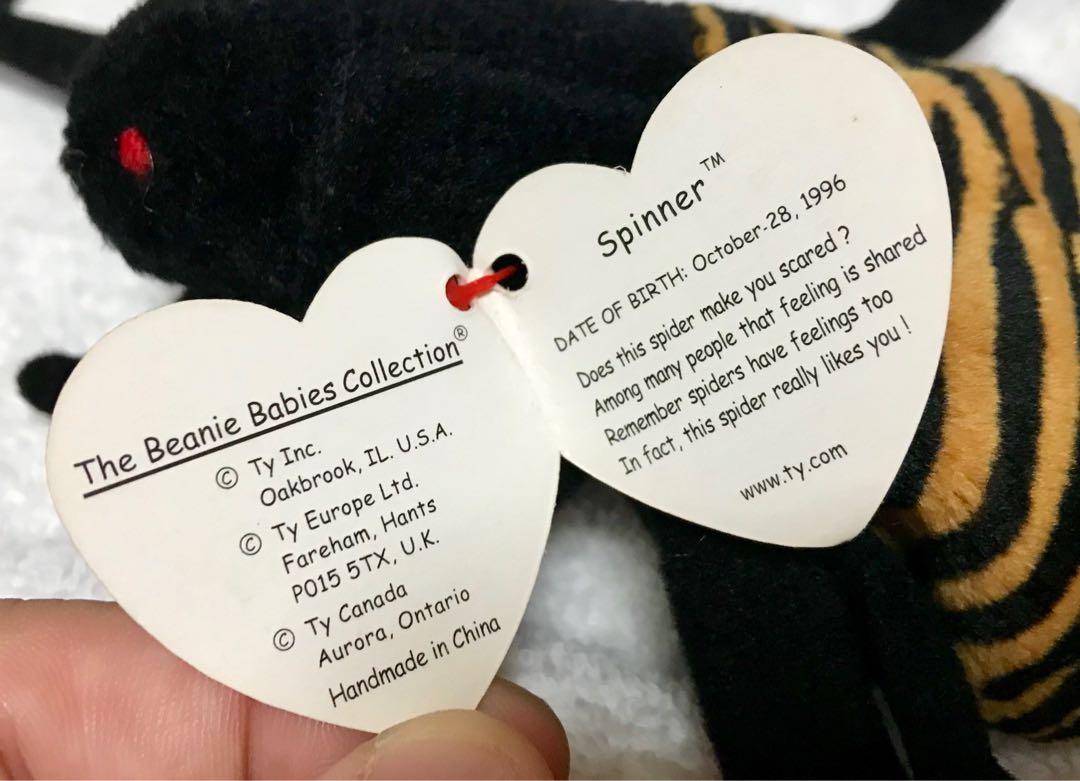 The Beanie Babies Collection®
© Ty Inc.
Oakbrook, IL. U.S.A.
© Ty Europe Ltd.
Fareham, Hants
PO15 5TX, U.K.
© Ty Canada
Aurora, Ontario
Handmade in China
Spinner™
DATE OF BIRTH: October-28, 1996
Does this spider make you scared ?
Among many people that feeling is shared
Remember spiders have feelings too
In fact, this spider really likes you !
www.ty.com